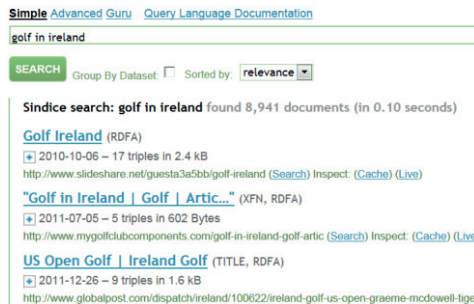 Simple Advanced Guru Query Language Documentation
golf in ireland
SEARCH Group By Dataset: Sorted by: relevance
Sindice search: golf in ireland found 8,941 documents (in 0.10 seconds)
Golf Ireland (RDFA)
+ 2010-10-06 – 17 triples in 2.4 kB
http://www.slideshare.net/guesta3a5bb/golf-ireland (Search) Inspect: (Cache) (Live)
"Golf in Ireland | Golf | Artic..." (XFN, RDFA)
+ 2011-07-05 – 5 triples in 602 Bytes
http://www.mygolfclubcomponents.com/golf-in-ireland-golf-artic (Search) Inspect: (Cache) (Live
US Open Golf | Ireland Golf (TITLE, RDFA)
+ 2011-12-26 – 9 triples in 1.6 kB
http://www.globalpost.com/dispatch/ireland/100622/ireland-golf-us-open-graeme-mcdowell-tige